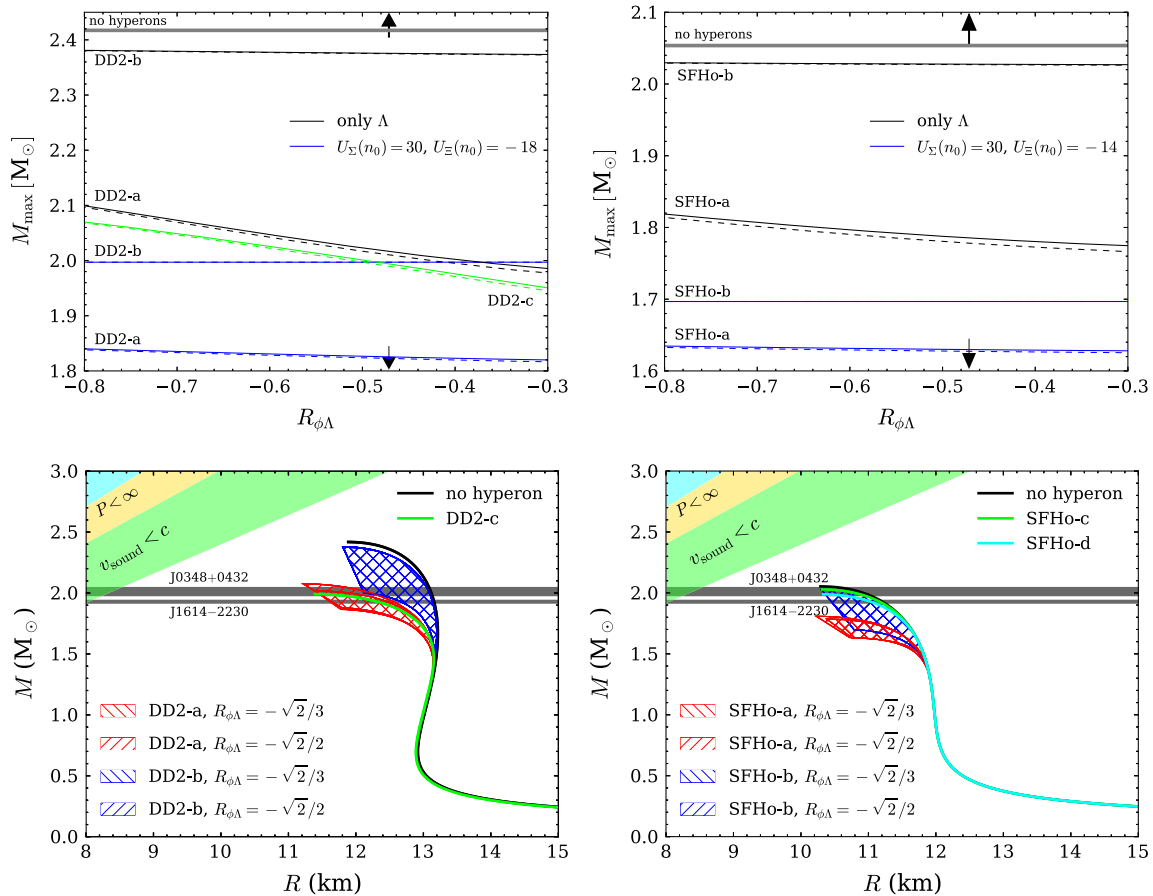 no hyperons
2.4
DD2-b
2.3
only Λ
U_Σ(n_0) = 30, U_Ξ(n_0) = −18
2.2
M_max [M_⊙]
DD2-a
2.1
DD2-b
2.0
DD2-c
1.9
DD2-a
1.8
−0.8 −0.7 −0.6 −0.5 −0.4 −0.3
R_ϕΛ
2.1
no hyperons
SFHo-b
2.0
only Λ
U_Σ(n_0) = 30, U_Ξ(n_0) = −14
1.9
M_max [M_⊙]
SFHo-a
1.8
SFHo-b
1.7
SFHo-a
1.6
−0.8 −0.7 −0.6 −0.5 −0.4 −0.3
R_ϕΛ
3.0
P < ∞
no hyperon
DD2-c
v_sound < c
2.5
J0348+0432
2.0
J1614−2230
M (M_⊙)
1.5
1.0
DD2-a, R_ϕΛ = −√2/3
DD2-a, R_ϕΛ = −√2/2
0.5
DD2-b, R_ϕΛ = −√2/3
DD2-b, R_ϕΛ = −√2/2
0.0
8 9 10 11 12 13 14 15
R (km)
3.0
P < ∞
no hyperon
SFHo-c
SFHo-d
v_sound < c
2.5
J0348+0432
2.0
J1614−2230
M (M_⊙)
1.5
1.0
SFHo-a, R_ϕΛ = −√2/3
SFHo-a, R_ϕΛ = −√2/2
0.5
SFHo-b, R_ϕΛ = −√2/3
SFHo-b, R_ϕΛ = −√2/2
0.0
8 9 10 11 12 13 14 15
R (km)